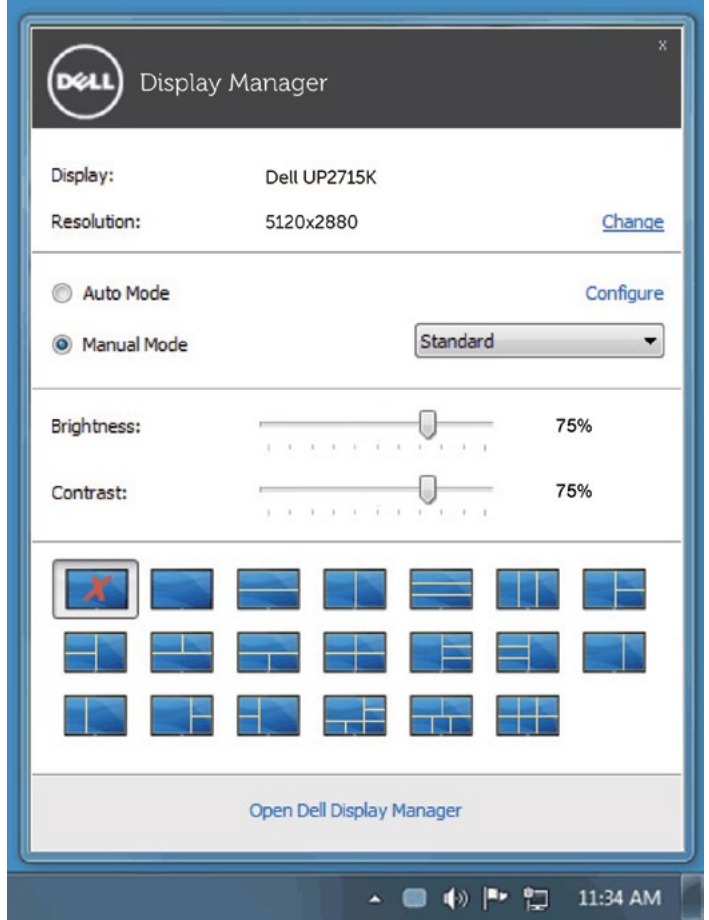 x
DELL Display Manager
Display: Dell UP2715K
Resolution: 5120x2880 Change
Auto Mode Configure
Manual Mode Standard
Brightness: 75%
Contrast: 75%
X
Open Dell Display Manager
11:34 AM